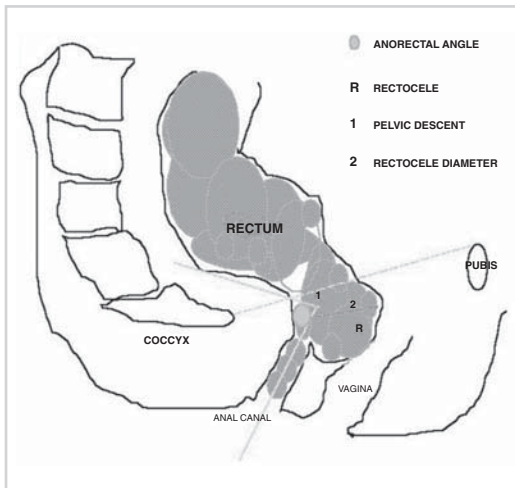 ANORECTAL ANGLE
R RECTOCELE
1 PELVIC DESCENT
2 RECTOCELE DIAMETER
RECTUM
PUBIS
1
2
R
COCCYX
VAGINA
ANAL CANAL